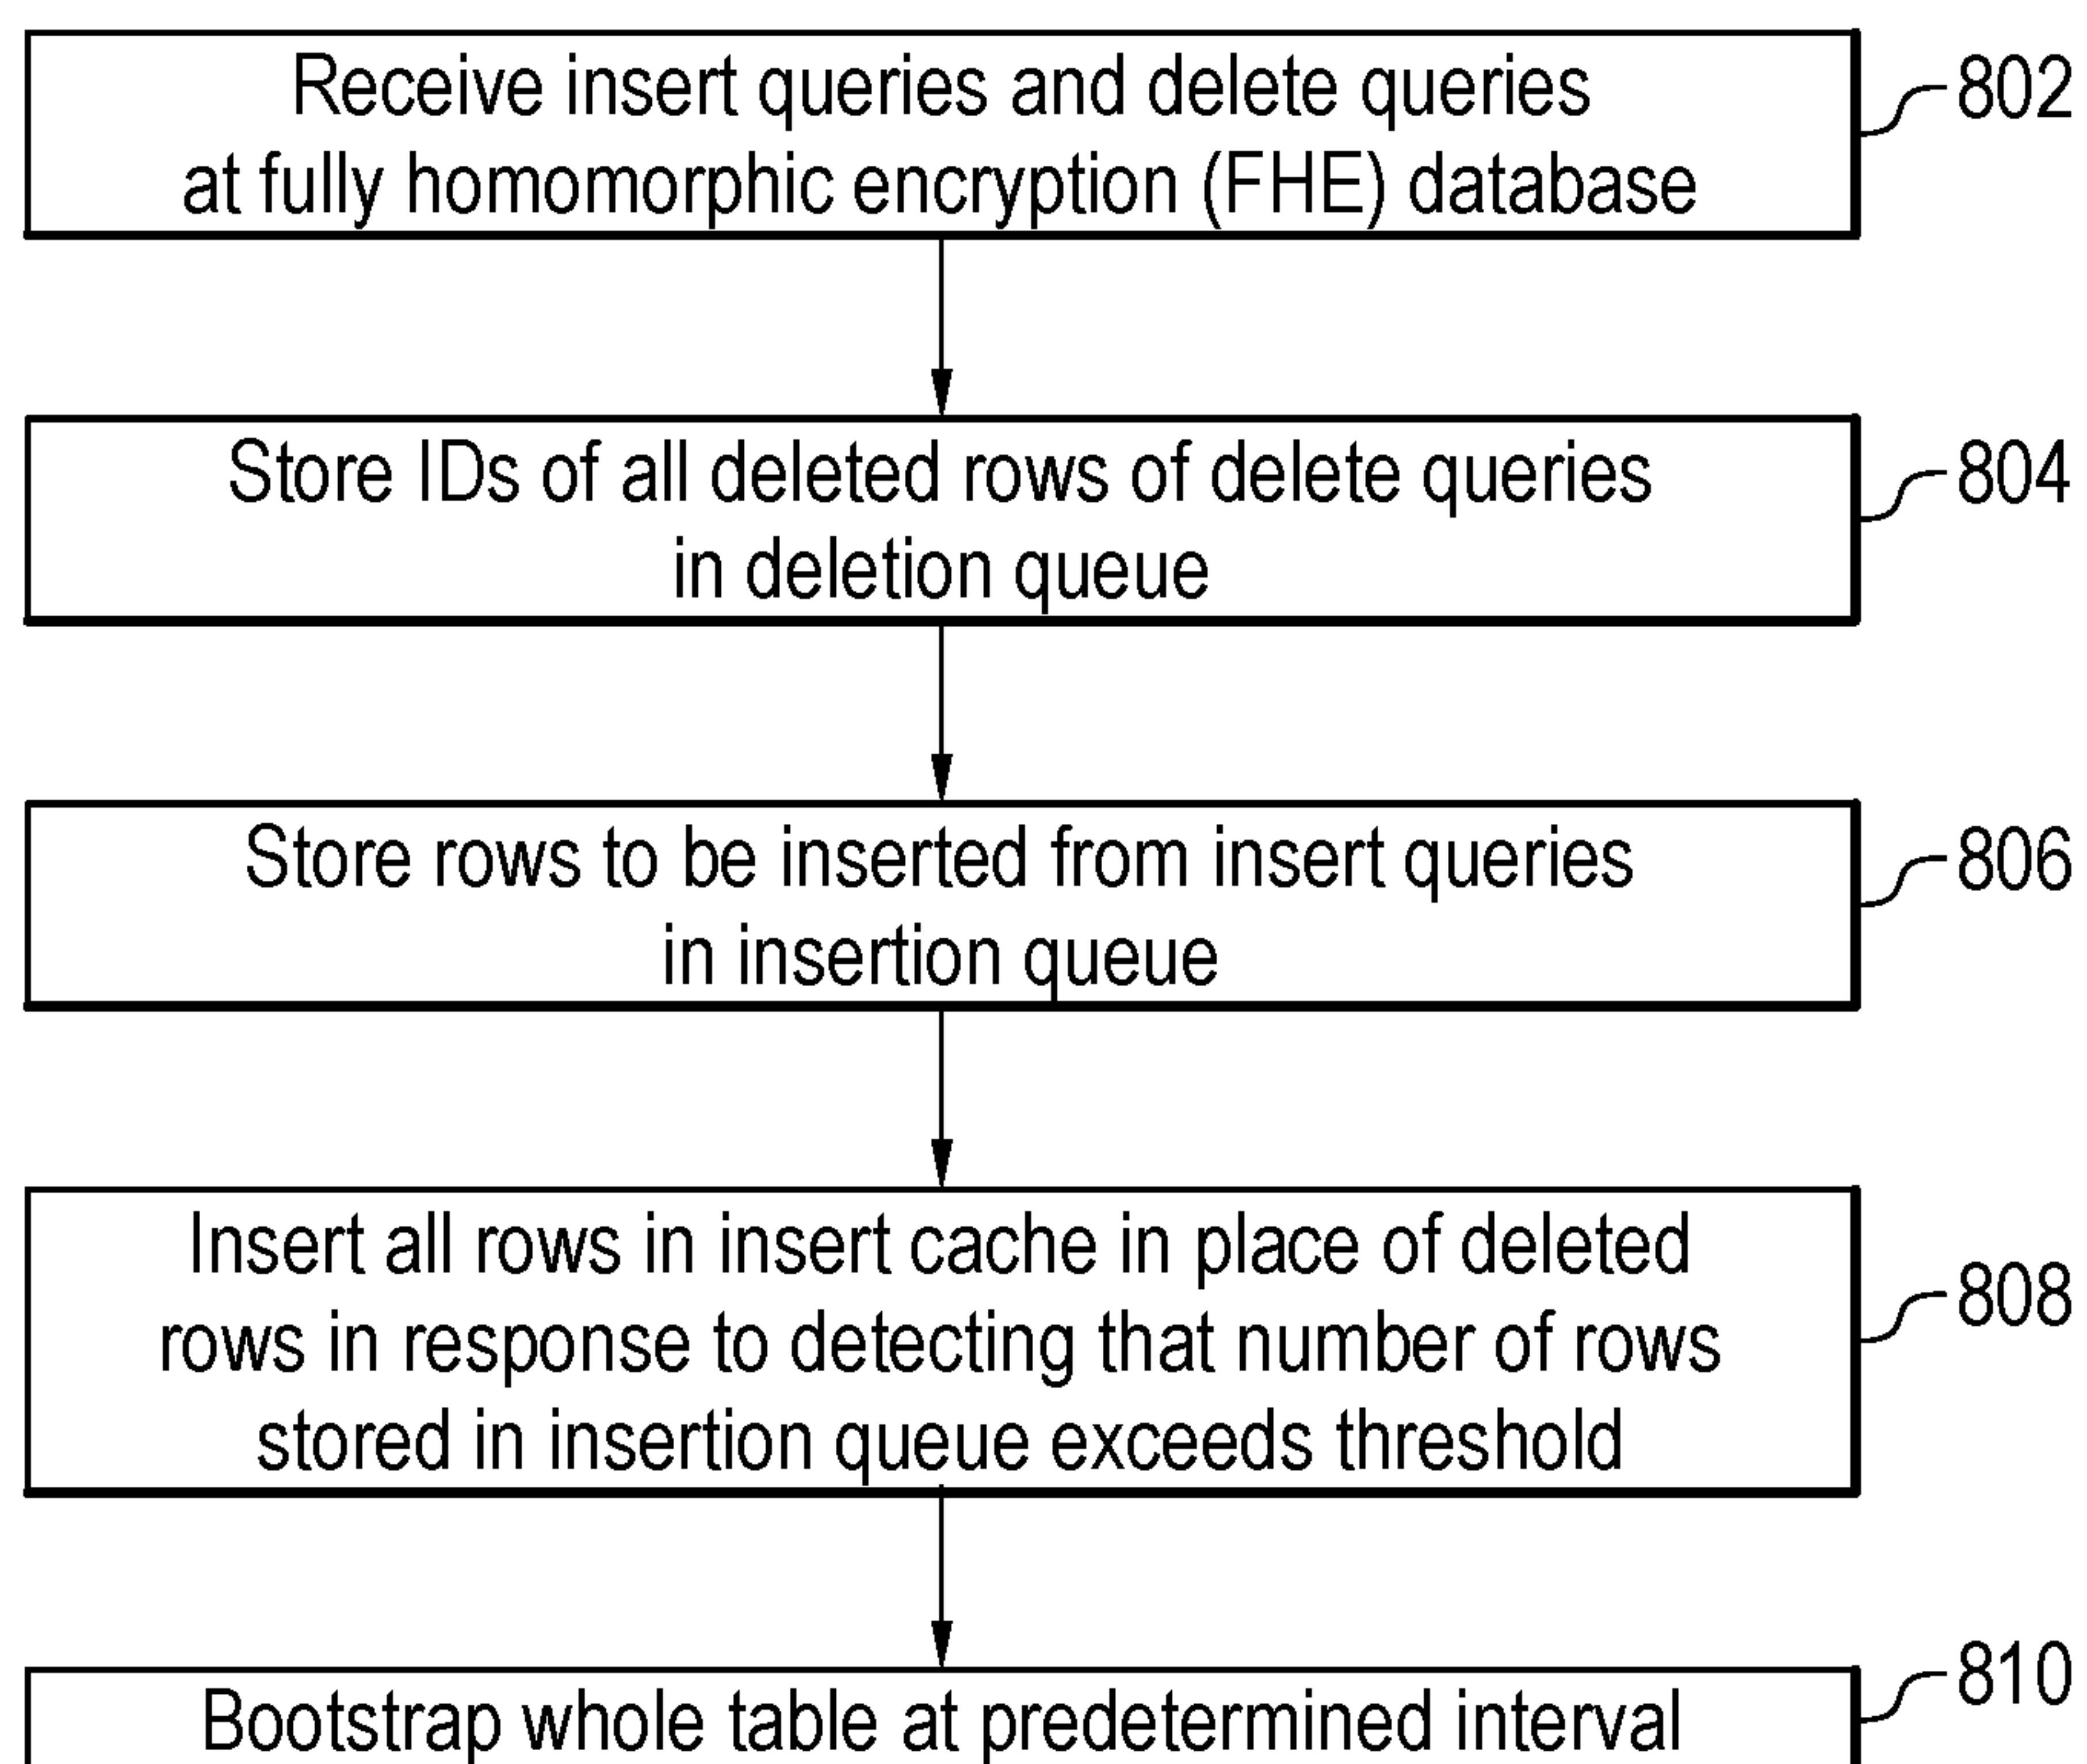 Receive insert queries and delete queries
at fully homomorphic encryption (FHE) database
802
Store IDs of all deleted rows of delete queries
in deletion queue
804
Store rows to be inserted from insert queries
in insertion queue
806
Insert all rows in insert cache in place of deleted
rows in response to detecting that number of rows
stored in insertion queue exceeds threshold
808
Bootstrap whole table at predetermined interval
810